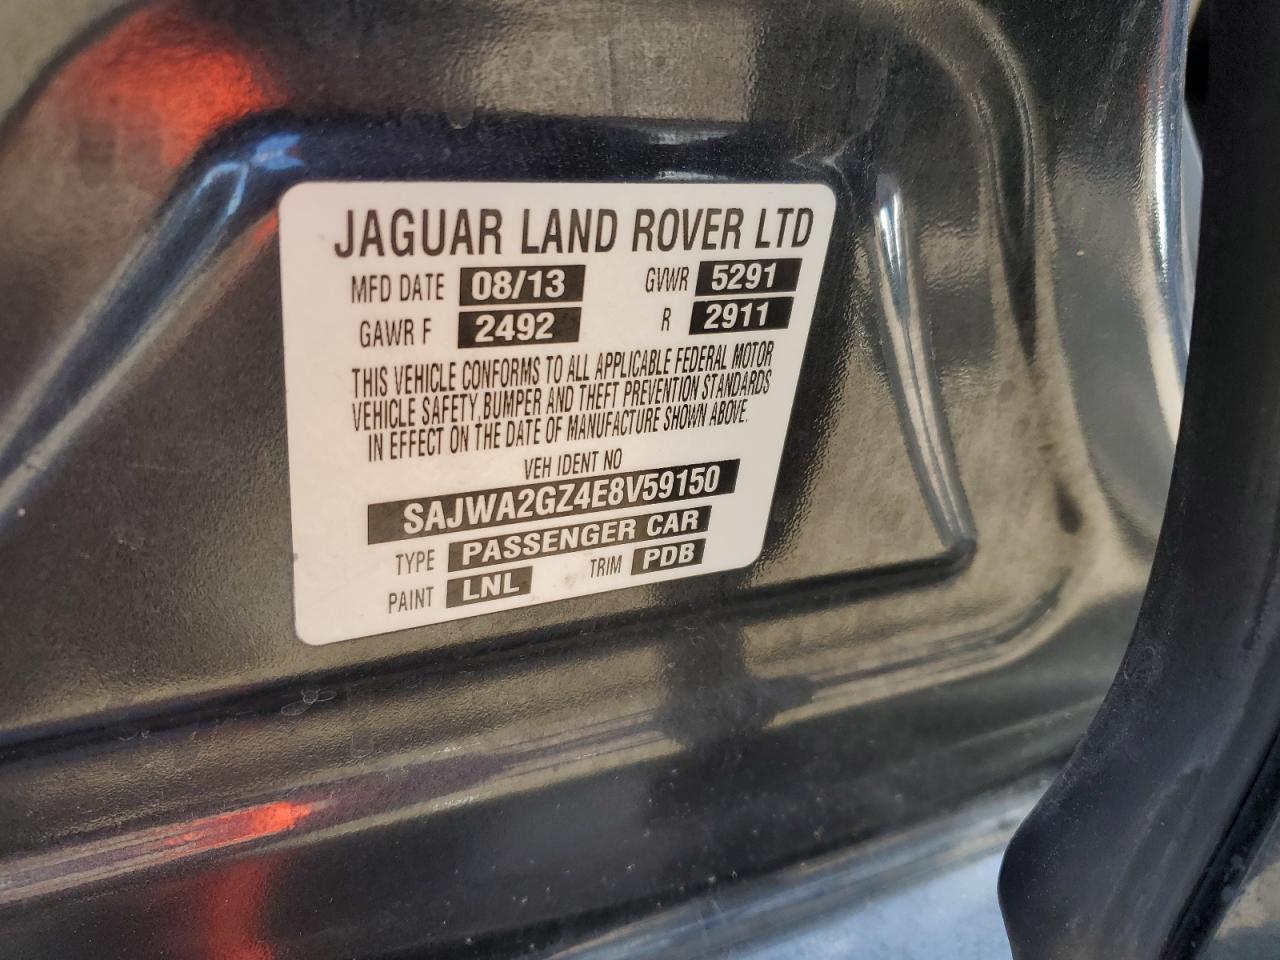 JAGUAR LAND ROVER LTD
MFD DATE 08/13 GVWR 5291
GAWR F 2492 R 2911
THIS VEHICLE CONFORMS TO ALL APPLICABLE FEDERAL MOTOR
VEHICLE SAFETY, BUMPER AND THEFT PREVENTION STANDARDS
IN EFFECT ON THE DATE OF MANUFACTURE SHOWN ABOVE.
VEH IDENT NO
SAJWA2GZ4E8V59150
TYPE PASSENGER CAR
PAINT LNL TRIM PDB